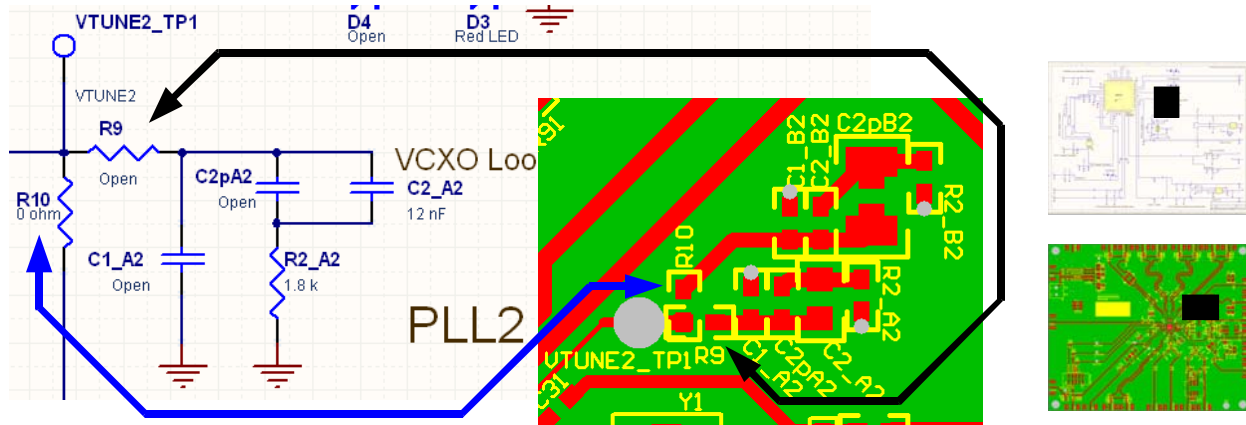 VTUNE2_TP1
D4
Open
D3
Red LED
VTUNE2
R9
Open
R10
0 ohm
C2pA2
Open
VCXO Loo
C2_A2
12 nF
C1_A2
Open
R2_A2
1.8 k
PLL2
R91
C1_B2
C2_B2
C2pB2
R2_B2
R10
R2_A2
VTUNE2_TP1
R9
C1_A2
C2pA2
C2_A2
C31
Y1